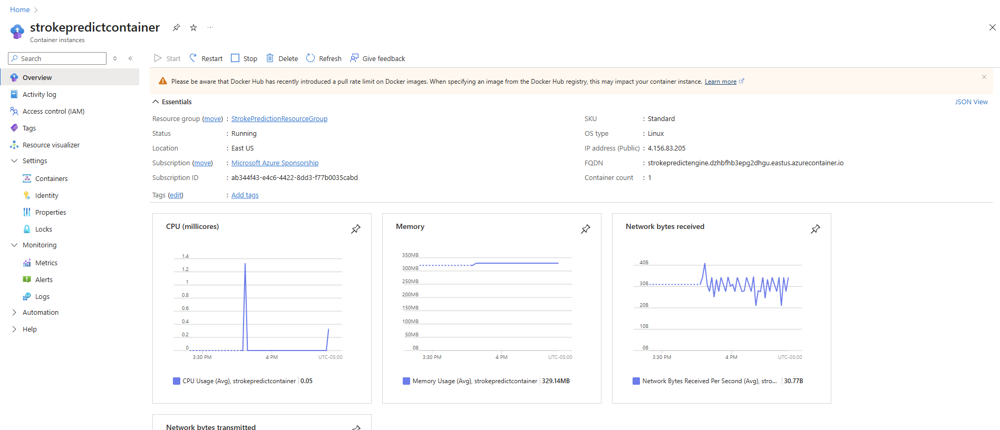 Home
strokepredictcontainer
Container instances
Search
Start Restart Stop Delete Refresh Give feedback
Overview
Activity log
Access control (IAM)
Tags
Resource visualizer
Settings
Containers
Identity
Properties
Locks
Monitoring
Metrics
Alerts
Logs
Automation
Help
Please be aware that Docker Hub has recently introduced a pull rate limit on Docker images. When specifying an image from the Docker Hub registry, this may impact your container instance. Learn more
Essentials
JSON View
Resource group (move) : StrokePredictionResourceGroup
Status : Running
Location : East US
Subscription (move) : Microsoft Azure Sponsorship
Subscription ID : ab344f43-e4c6-4422-8dd3-f77b0035cabd
Tags (edit) : Add tags
SKU : Standard
OS type : Linux
IP address (Public) : 4.156.83.205
FQDN : strokepredictengine.dzhbfhb3epg2dhgu.eastus.azurecontainer.io
Container count : 1
CPU (millicores)
1.4
1.2
1
0.8
0.6
0.4
0.2
0
3:30 PM 4 PM UTC-05:00
CPU Usage (Avg), strokepredictcontainer 0.05
Memory
350MB
300MB
250MB
200MB
150MB
100MB
50MB
0B
3:30 PM 4 PM UTC-05:00
Memory Usage (Avg), strokepredictcontainer 329.14MB
Network bytes received
40B
30B
20B
10B
0B
3:30 PM 4 PM UTC-05:00
Network Bytes Received Per Second (Avg), stro... 30.77B
Network bytes transmitted